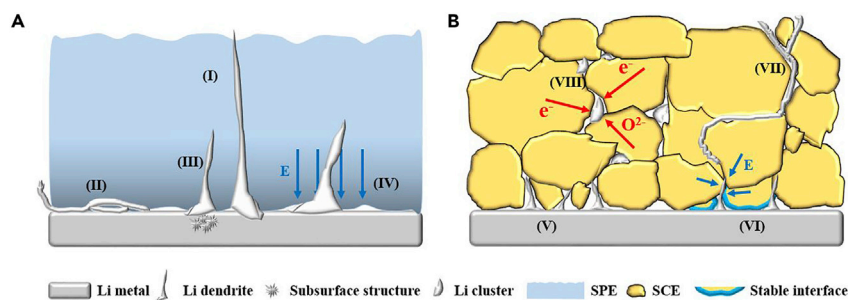 A
B
(I)
(II)
(III)
E
(IV)
(VIII)
e⁻
e⁻
O²⁻
(VII)
E
(V)
(VI)
Li metal
Li dendrite
Subsurface structure
Li cluster
SPE
SCE
Stable interface